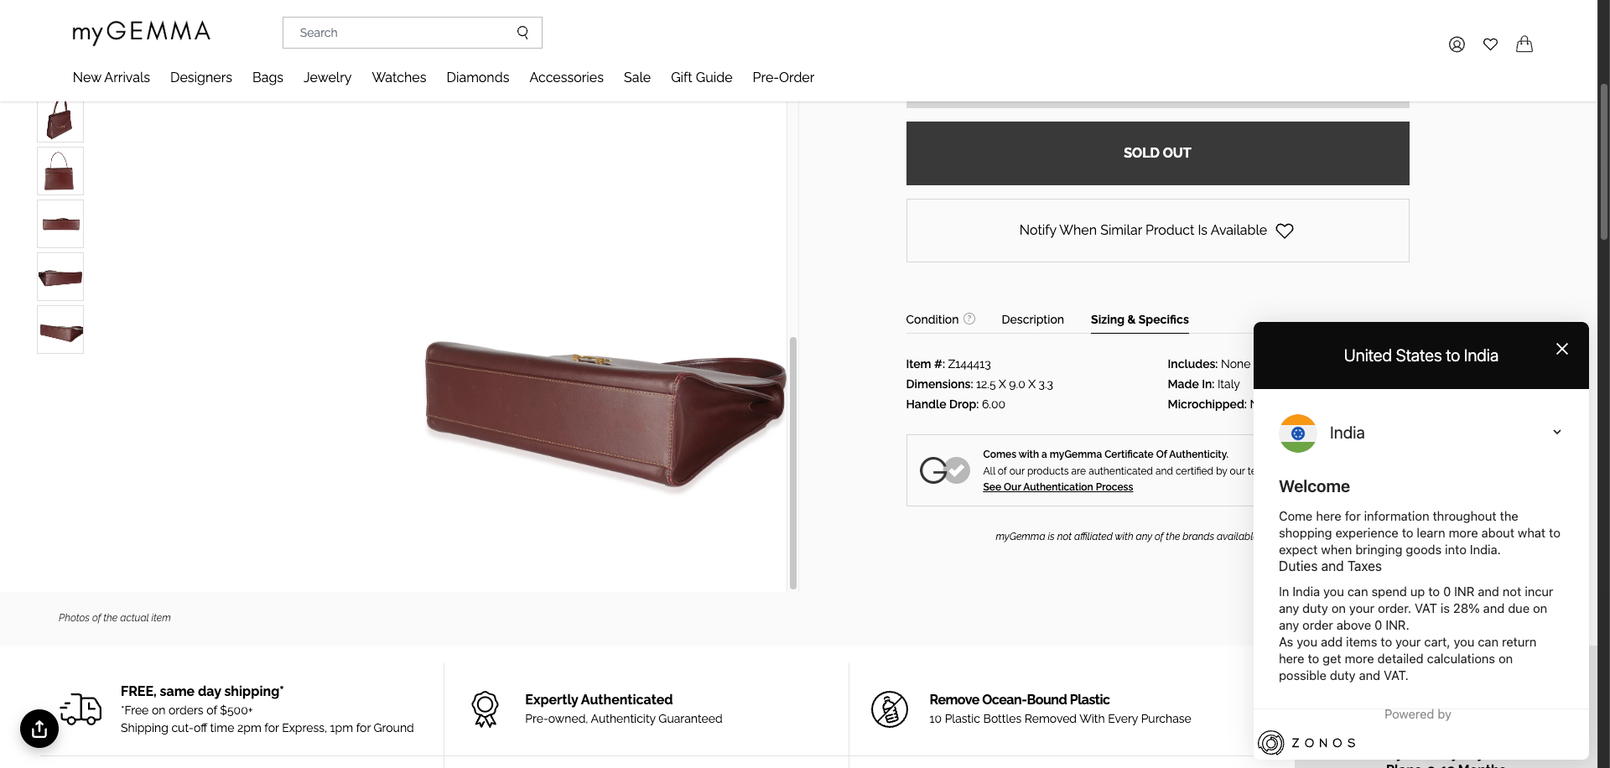 myGEMMA
Search
New Arrivals Designers Bags Jewelry Watches Diamonds Accessories Sale Gift Guide Pre-Order
SOLD OUT
Notify When Similar Product Is Available
Condition ? Description Sizing & Specifics
Item #: Z144413
Dimensions: 12.5 X 9.0 X 3.3
Handle Drop: 6.00
Includes: None
Made In: Italy
Microchipped:
Comes with a myGemma Certificate Of Authenticity.
All of our products are authenticated and certified by our
See Our Authentication Process
myGemma is not affiliated with any of the brands
Photos of the actual item
United States to India
India
Welcome
Come here for information throughout the
shopping experience to learn more about what to
expect when bringing goods into India.
Duties and Taxes
In India you can spend up to 0 INR and not incur
any duty on your order. VAT is 28% and due on
any order above 0 INR.
As you add items to your cart, you can return
here to get more detailed calculations on
possible duty and VAT.
Powered by
ZONOS
FREE, same day shipping*
*Free on orders of $500+
Shipping cut-off time 2pm for Express, 1pm for Ground
Expertly Authenticated
Pre-owned, Authenticity Guaranteed
Remove Ocean-Bound Plastic
10 Plastic Bottles Removed With Every Purchase